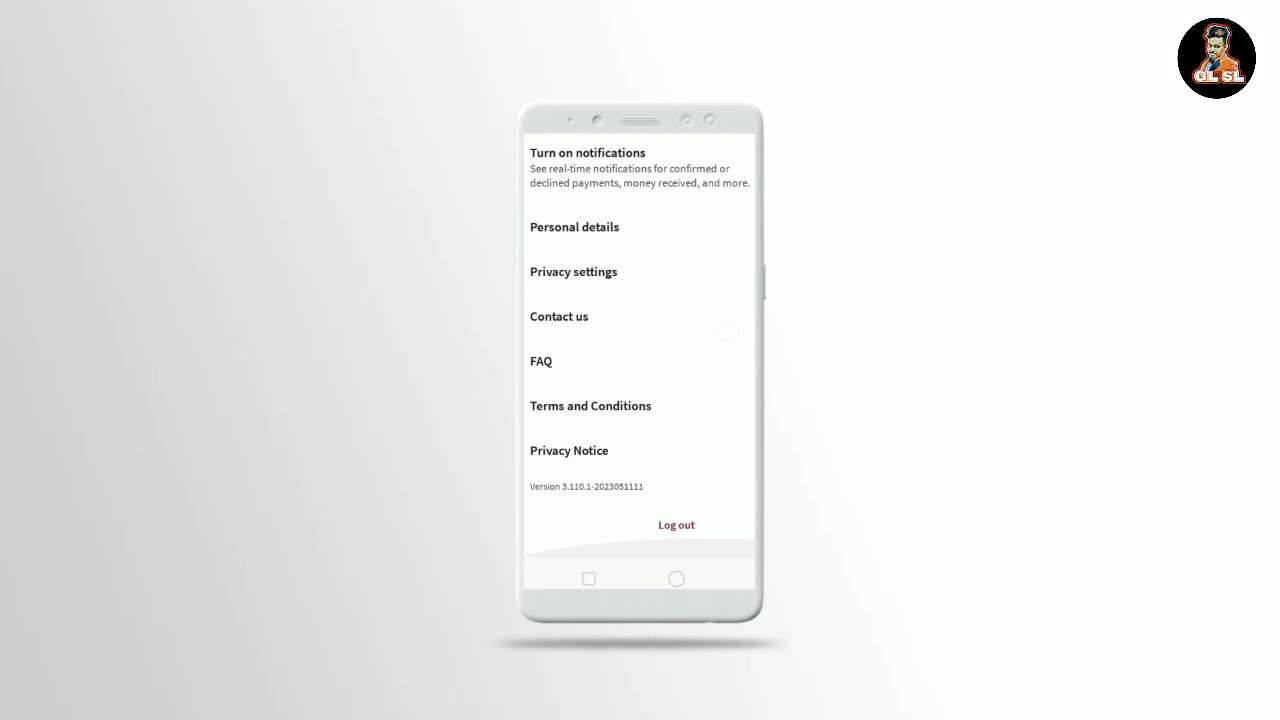 GL SL
Turn on notifications
See real-time notifications for confirmed or
declined payments, money received, and more.
Personal details
Privacy settings
Contact us
FAQ
Terms and Conditions
Privacy Notice
Version 3.110.1-2023051111
Log out